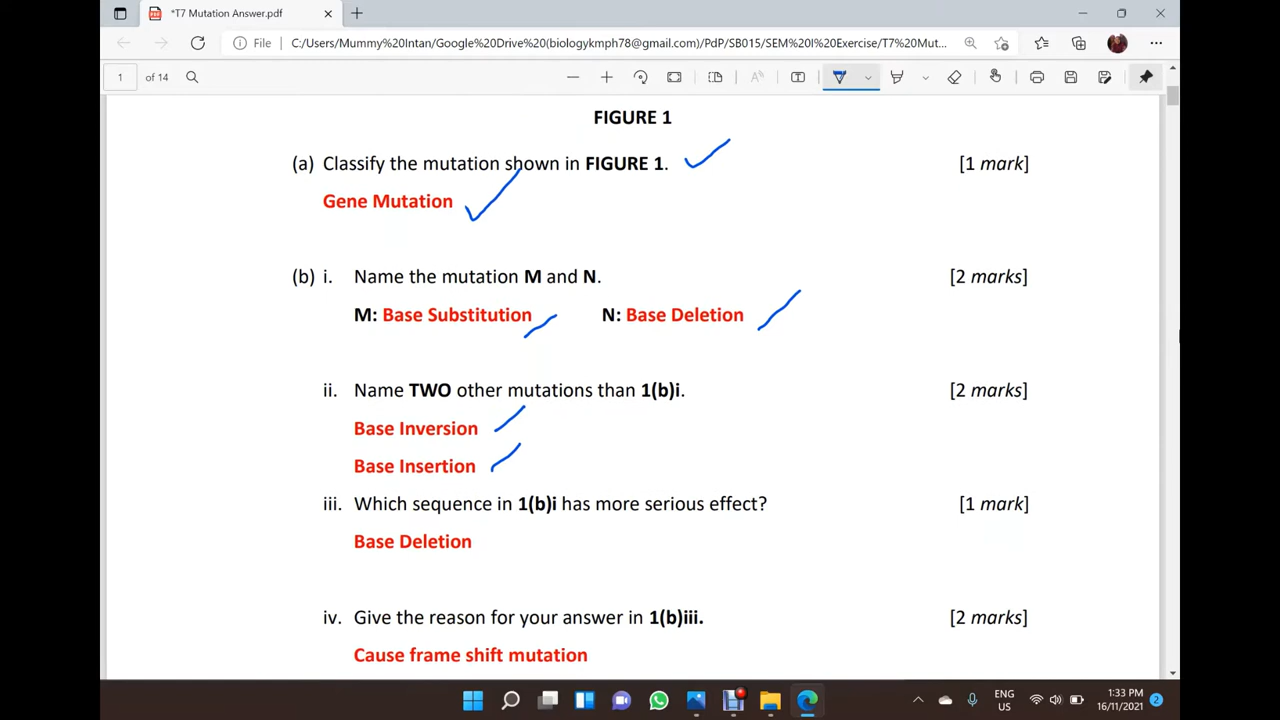 *T7 Mutation Answer.pdf
File C:/Users/Mummy%20Intan/Google%20Drive%20(biologykmph78@gmail.com)/PdP/SB015/SEM%20I%20Exercise/T7%20Mut...
1 of 14
FIGURE 1
(a) Classify the mutation shown in FIGURE 1. [1 mark]
Gene Mutation
(b) i. Name the mutation M and N. [2 marks]
M: Base Substitution N: Base Deletion
ii. Name TWO other mutations than 1(b)i. [2 marks]
Base Inversion
Base Insertion
iii. Which sequence in 1(b)i has more serious effect? [1 mark]
Base Deletion
iv. Give the reason for your answer in 1(b)iii. [2 marks]
Cause frame shift mutation
ENG
US
1:33 PM
16/11/2021
2